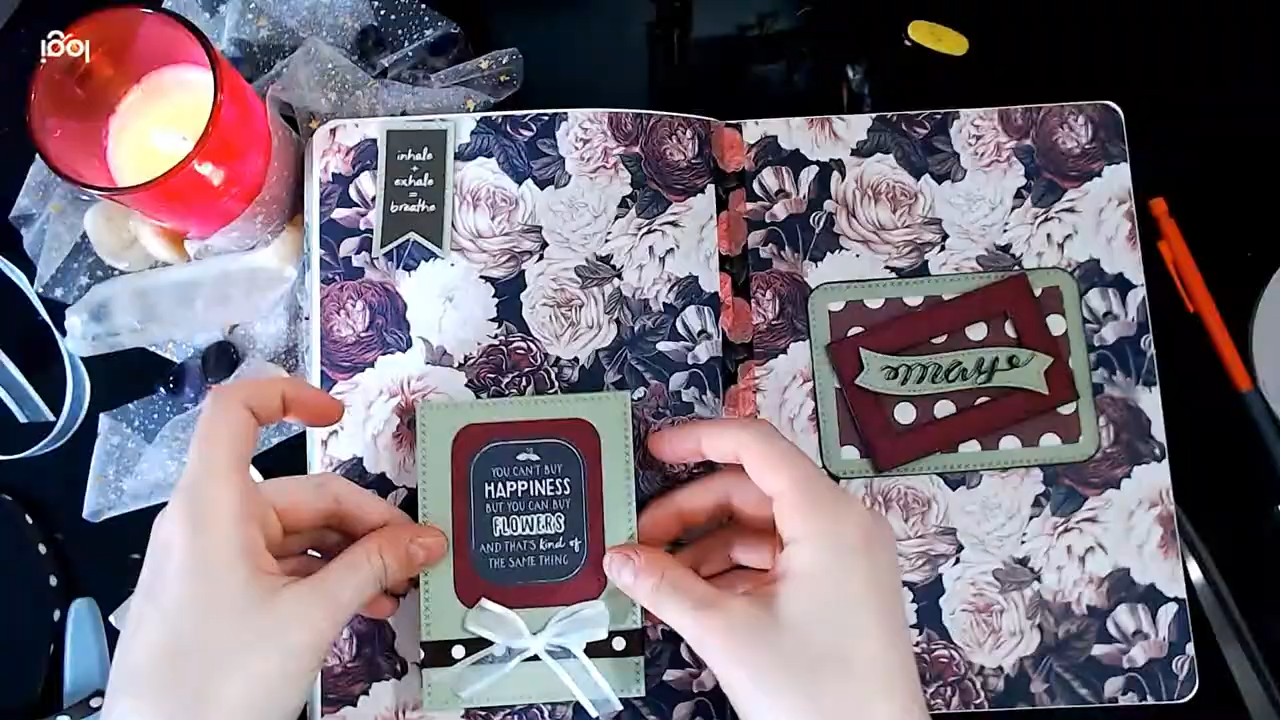 logi
inhale
+
exhale
=
breathe
may
YOU CAN'T BUY
HAPPINESS
BUT YOU CAN BUY
FLOWERS
AND THAT'S kind of
THE SAME THING